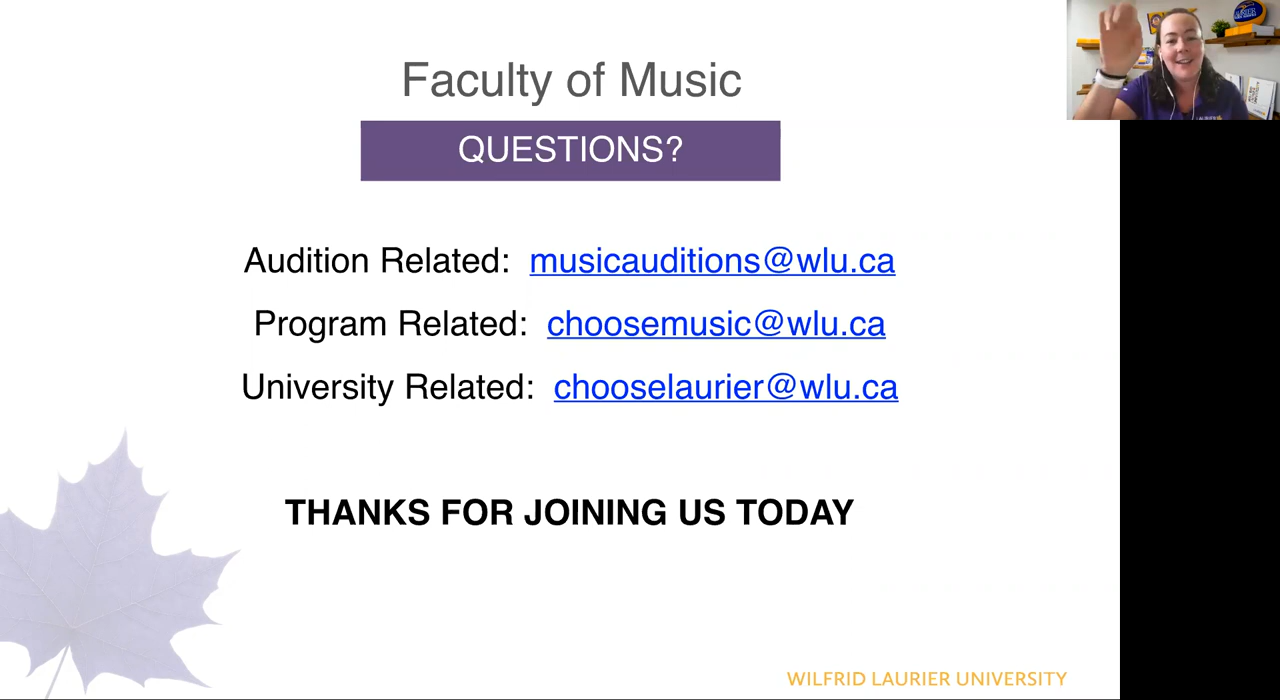 Faculty of Music
QUESTIONS?
Audition Related: musicauditions@wlu.ca
Program Related: choosemusic@wlu.ca
University Related: chooselaurier@wlu.ca
THANKS FOR JOINING US TODAY
WILFRID LAURIER UNIVERSITY